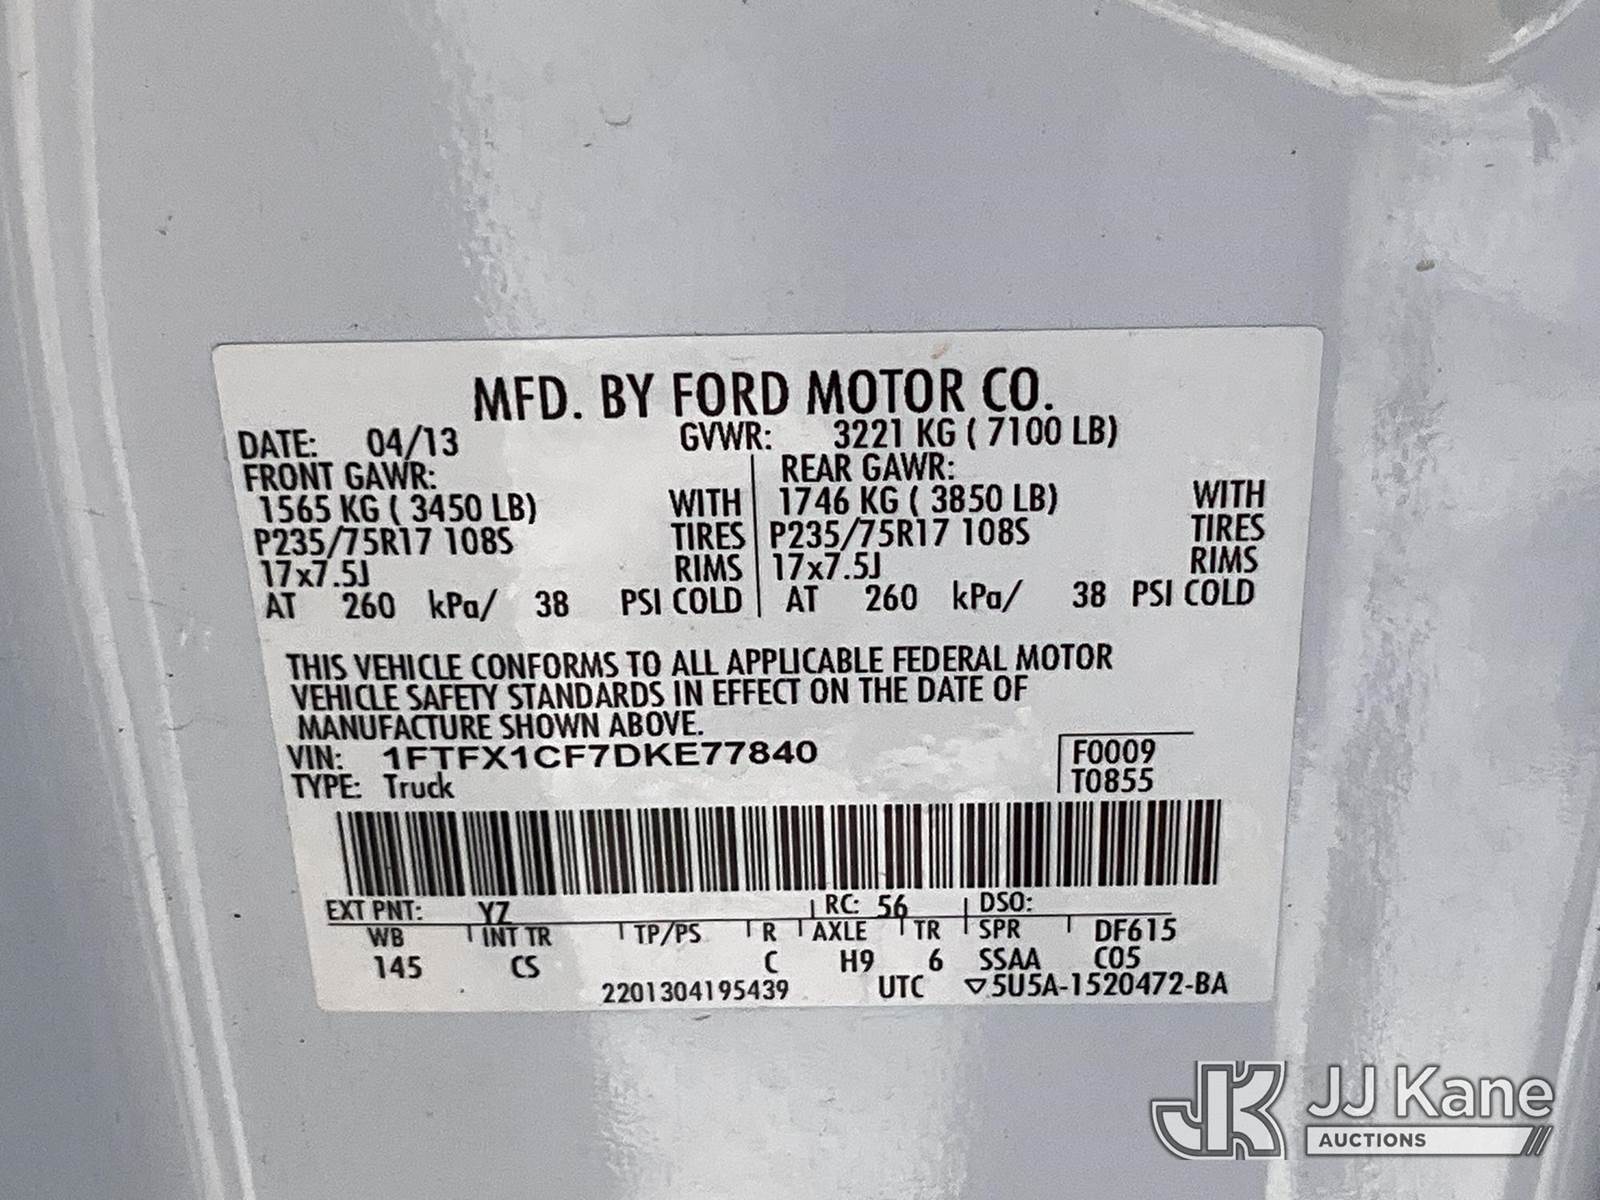 MFD. BY FORD MOTOR CO.
DATE: 04/13 GVWR: 3221 KG ( 7100 LB)
FRONT GAWR: REAR GAWR:
1565 KG ( 3450 LB) WITH 1746 KG ( 3850 LB) WITH
P235/75R17 108S TIRES P235/75R17 108S TIRES
17x7.5J RIMS 17x7.5J RIMS
AT 260 kPa/ 38 PSI COLD AT 260 kPa/ 38 PSI COLD
THIS VEHICLE CONFORMS TO ALL APPLICABLE FEDERAL MOTOR
VEHICLE SAFETY STANDARDS IN EFFECT ON THE DATE OF
MANUFACTURE SHOWN ABOVE.
VIN: 1FTFX1CF7DKE77840 F0009
TYPE: Truck T0855
EXT PNT: YZ RC: 56 DSO:
WB INT TR TP/PS R AXLE TR SPR DF615
145 CS C H9 6 SSAA C05
2201304195439 UTC ▽5U5A-1520472-BA
JK JJ Kane
AUCTIONS